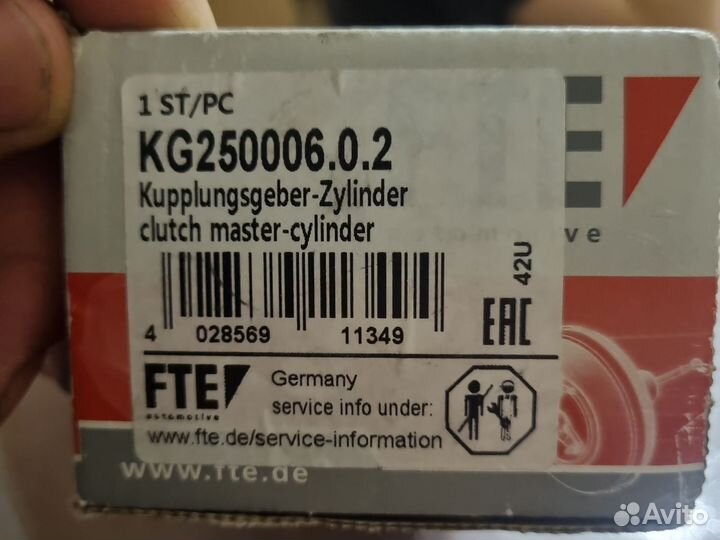 1 ST/PC
KG250006.0.2
Kupplungsgeber-Zylinder
clutch master-cylinder
42U
4 028569 11349
EAC
FTE
automotive
Germany
service info under:
www.fte.de/service-information
www.fte.de
E
Avito